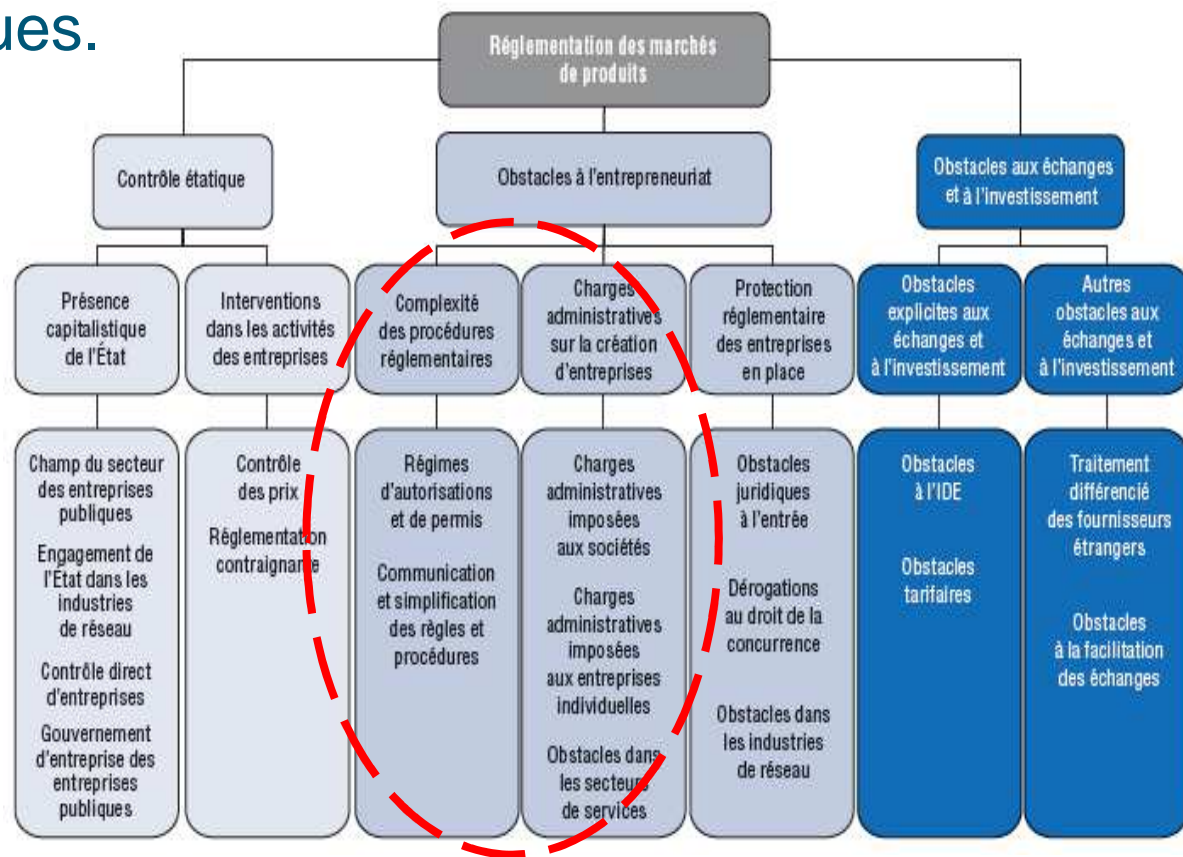 ues.
Réglementation des marchés
de produits
Contrôle étatique
Obstacles à l'entrepreneuriat
Obstacles aux échanges
et à l'investissement
Présence
capitalistique
de l'État
Interventions
dans les activités
des entreprises
Complexité
des procédures
réglementaires
Charges
administratives
sur la création
d'entreprises
Protection
réglementaire
des entreprises
en place
Obstacles
explicites aux
échanges et
à l'investissement
Autres
obstacles aux
échanges et
à l'investissement
Champ du secteur
des entreprises
publiques
Engagement de
l'État dans les
industries
de réseau
Contrôle direct
d'entreprises
Gouvernement
d'entreprise des
entreprises
publiques
Contrôle
des prix
Réglementation
contraignante
Régimes
d'autorisations
et de permis
Communication
et simplification
des règles et
procédures
Charges
administratives
imposées
aux sociétés
Charges
administratives
imposées
aux entreprises
individuelles
Obstacles dans
les secteurs
de services
Obstacles
juridiques
à l'entrée
Dérogations
au droit de la
concurrence
Obstacles dans
les industries
de réseau
Obstacles
à l'IDE
Obstacles
tarifaires
Traitement
différencié
des fournisseurs
étrangers
Obstacles
à la facilitation
des échanges